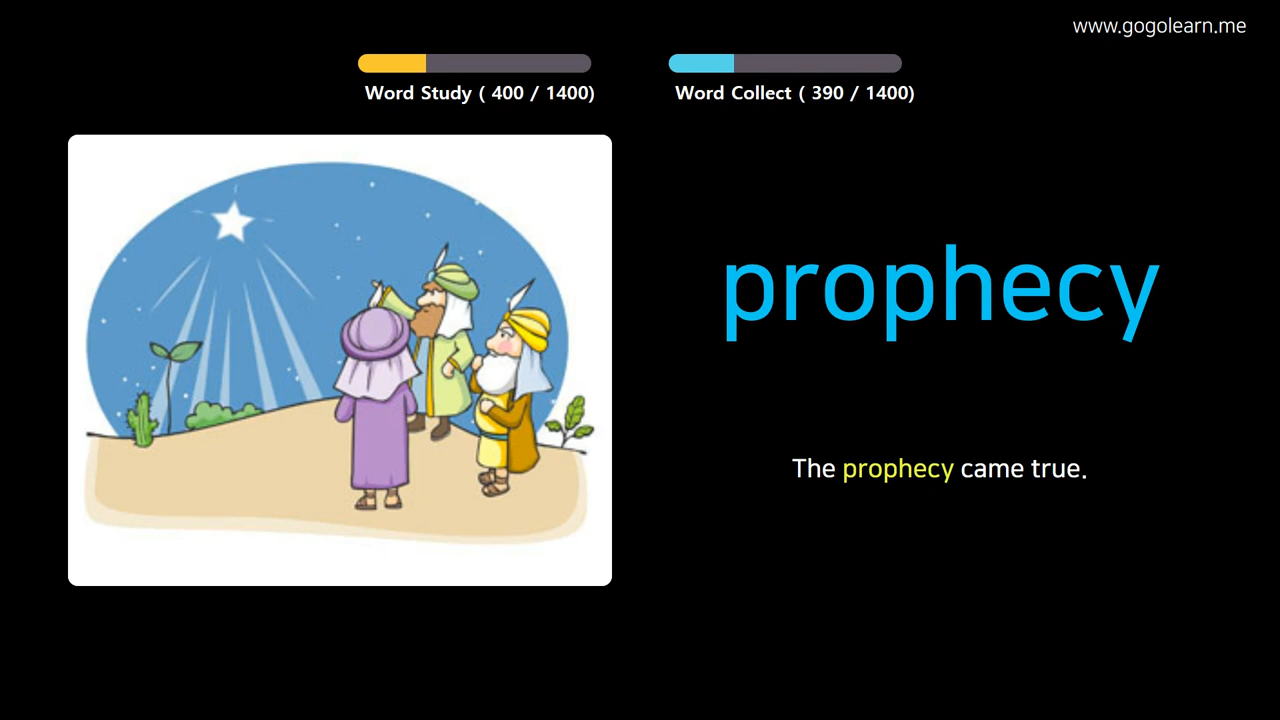 www.gogolearn.me
Word Study ( 400 / 1400)
Word Collect ( 390 / 1400)
prophecy
The prophecy came true.